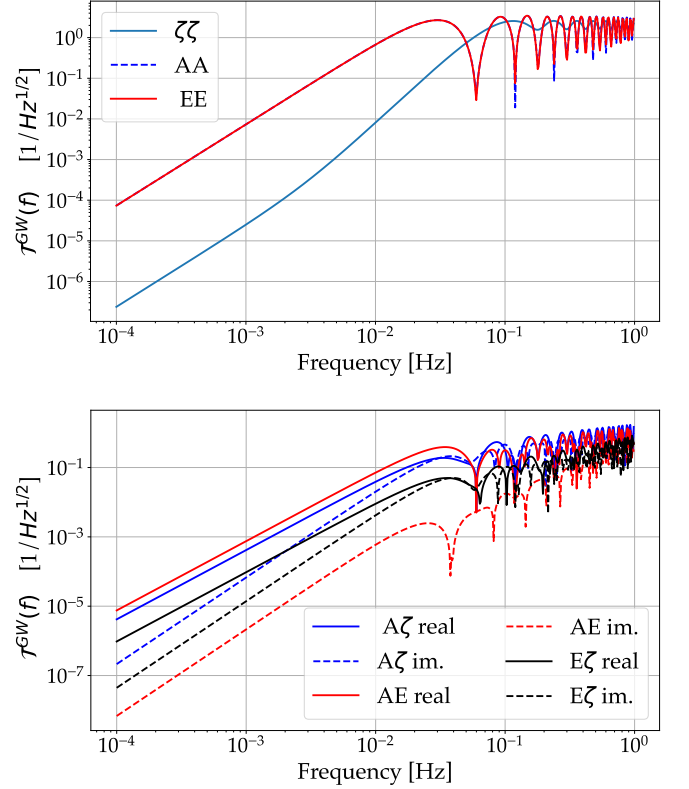 10^0
10^-1
10^-2
10^-3
10^-4
10^-5
10^-6
𝒯^GW(f) [1/Hz^1/2]
ζζ
AA
EE
10^-4 10^-3 10^-2 10^-1 10^0
Frequency [Hz]
10^-1
10^-3
10^-5
10^-7
𝒯^GW(f) [1/Hz^1/2]
Aζ real
Aζ im.
AE real
AE im.
Eζ real
Eζ im.
10^-4 10^-3 10^-2 10^-1 10^0
Frequency [Hz]